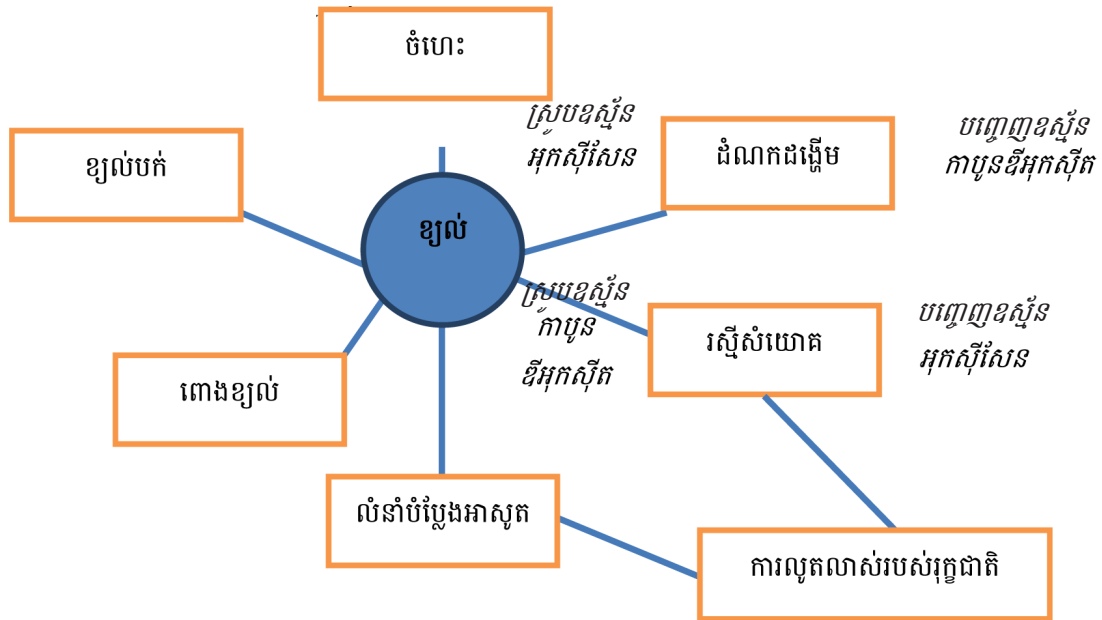 ចំហេះ
ស្រូបឧស្ម័ន
អុកស៊ីសែន
ដំណកដង្ហើម
បញ្ចេញឧស្ម័ន
កាបូនឌីអុកស៊ីត
ខ្យល់បក់
ខ្យល់
ស្រូបឧស្ម័ន
កាបូន
ឌីអុកស៊ីត
រស្មីសំយោគ
បញ្ចេញឧស្ម័ន
អុកស៊ីសែន
ពោងខ្យល់
លំនាំបំប្លែងអាសូត
ការលូតលាស់របស់រុក្ខជាតិ